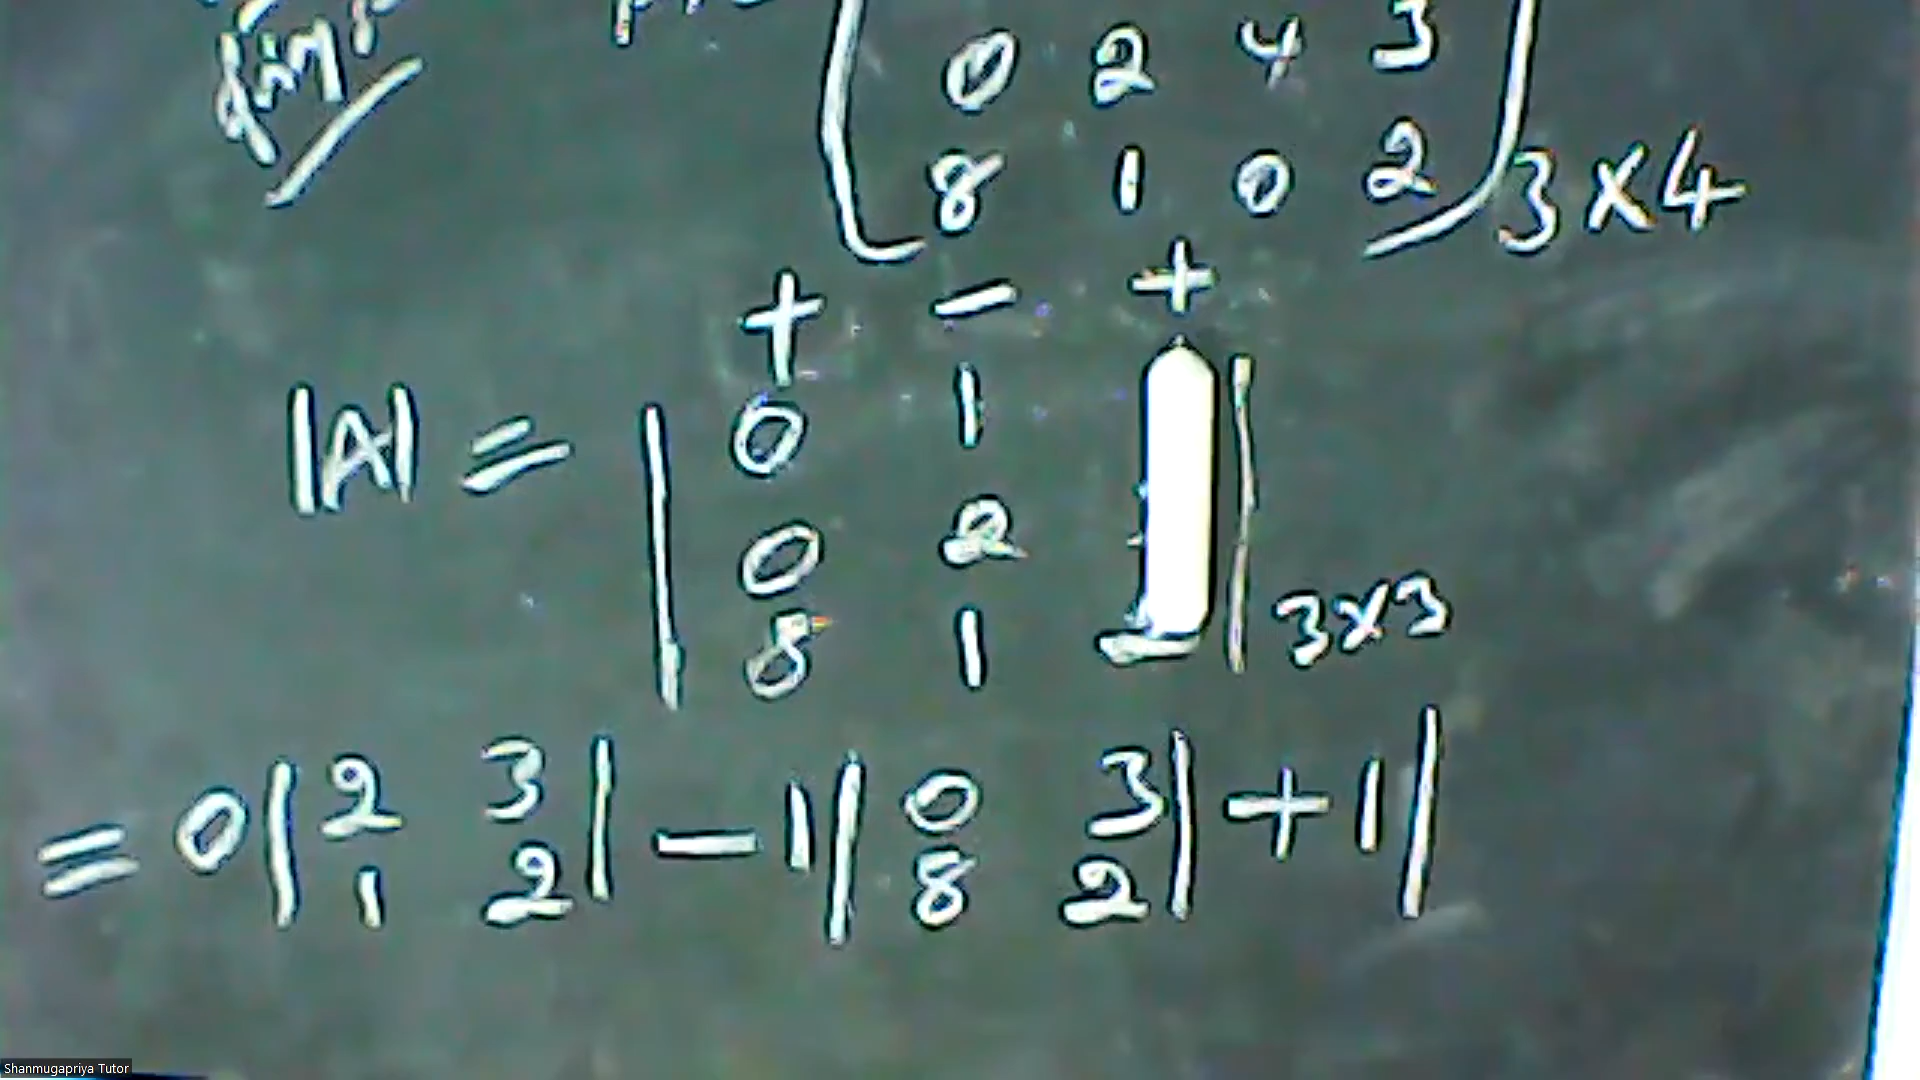 0 2 4 3
8 1 0 2 3×4
+ - +
|A| = | 0 1 |
0 2
8 1 3×3
= 0 | 2 3 | - 1 | 0 3 | + 1 |
1 2 8 2
Shanmugapriya Tutor